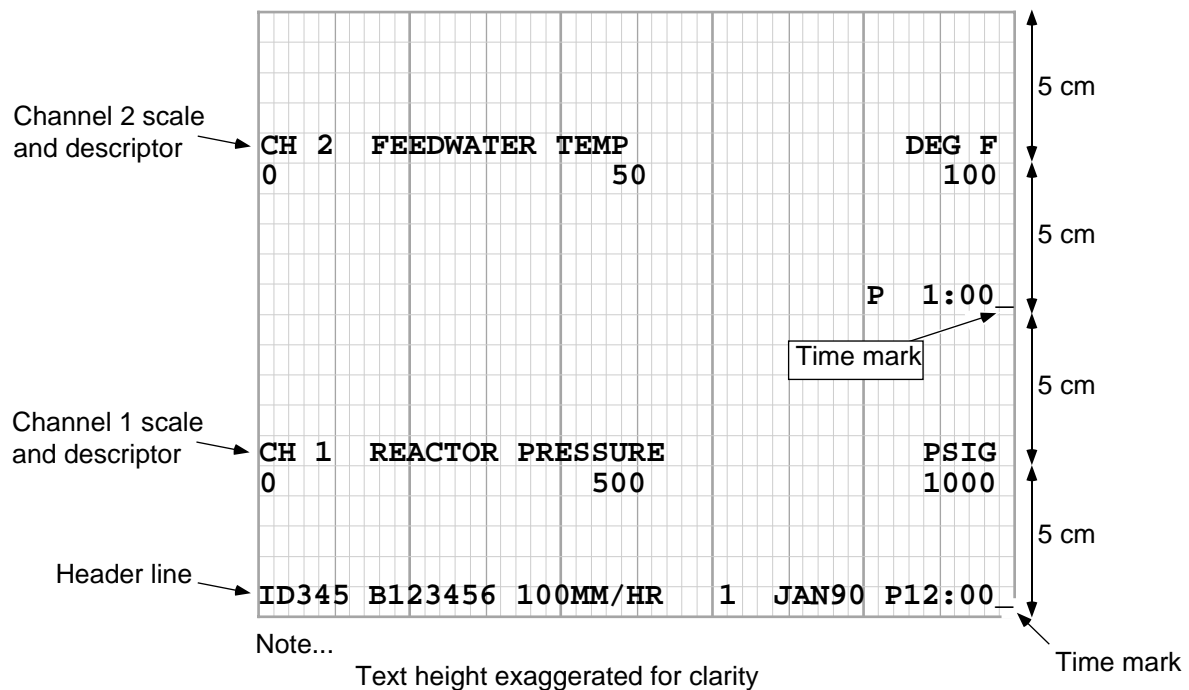 5 cm
Channel 2 scale
and descriptor
CH 2 FEEDWATER TEMP DEG F
0 50 100
5 cm
P 1:00
Time mark
5 cm
Channel 1 scale
and descriptor
CH 1 REACTOR PRESSURE PSIG
0 500 1000
5 cm
Header line
ID345 B123456 100MM/HR 1 JAN90 P12:00
Time mark
Note...
Text height exaggerated for clarity